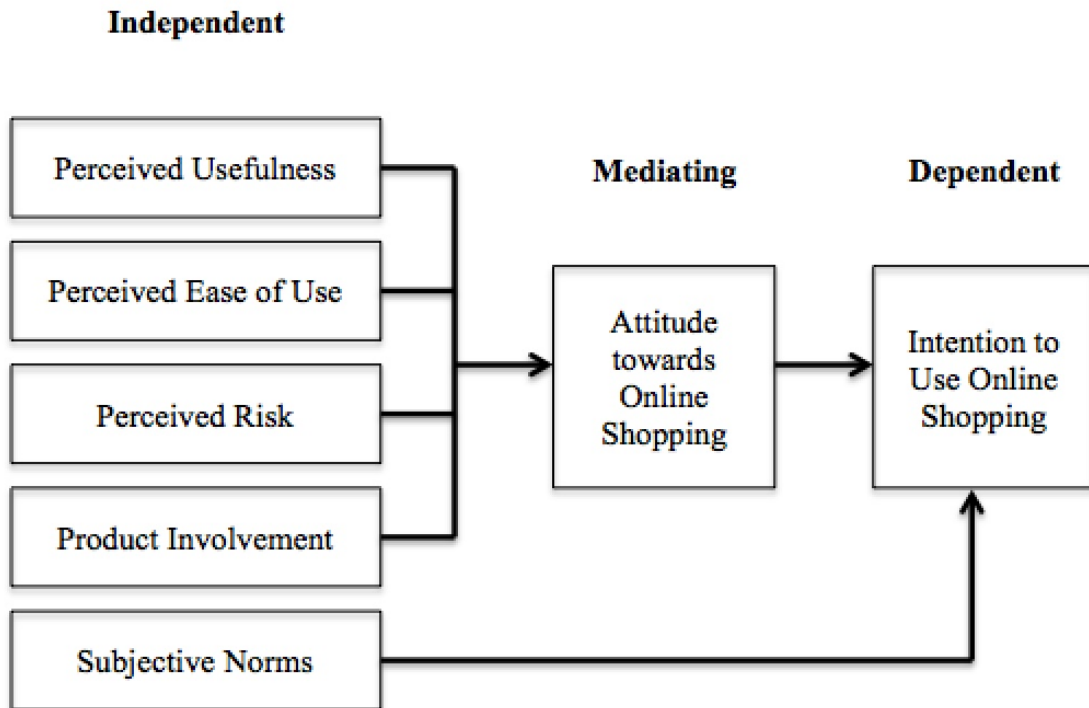 Independent
Perceived Usefulness
Perceived Ease of Use
Perceived Risk
Product Involvement
Subjective Norms
Mediating
Attitude
towards
Online
Shopping
Dependent
Intention to
Use Online
Shopping